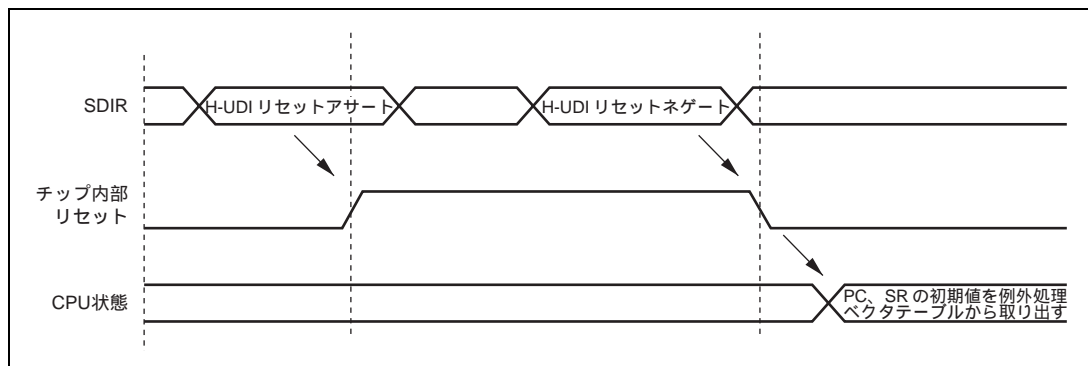 SDIR
H-UDI リセットアサート
H-UDI リセットネゲート
チップ内部
リセット
CPU状態
PC、SR の初期値を例外処理
ベクタテーブルから取り出す